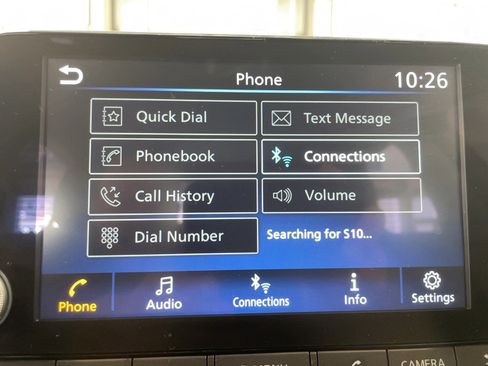 Phone
10:26
Quick Dial
Text Message
Phonebook
Connections
Call History
Volume
Dial Number
Searching for S10...
Phone
Audio
Connections
Info
Settings
MENU
CAMERA